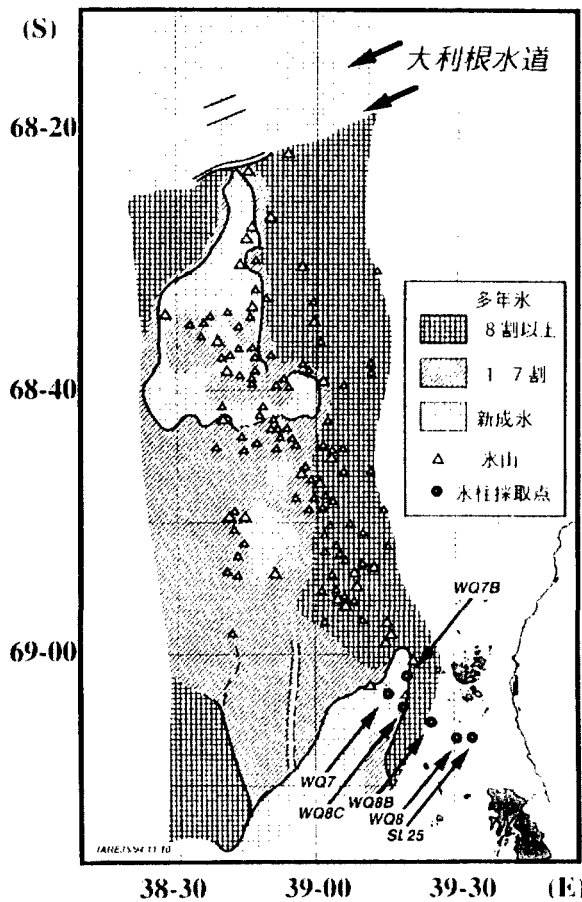 (S)
大利根水道
68-20
多年氷
8割以上
1 7割
68-40
新成氷
氷山
氷柱採取点
WQ7B
69-00
WQ7
WQ8C
WQ8B
WQ8
SL25
38-30
39-00
39-30
(E)